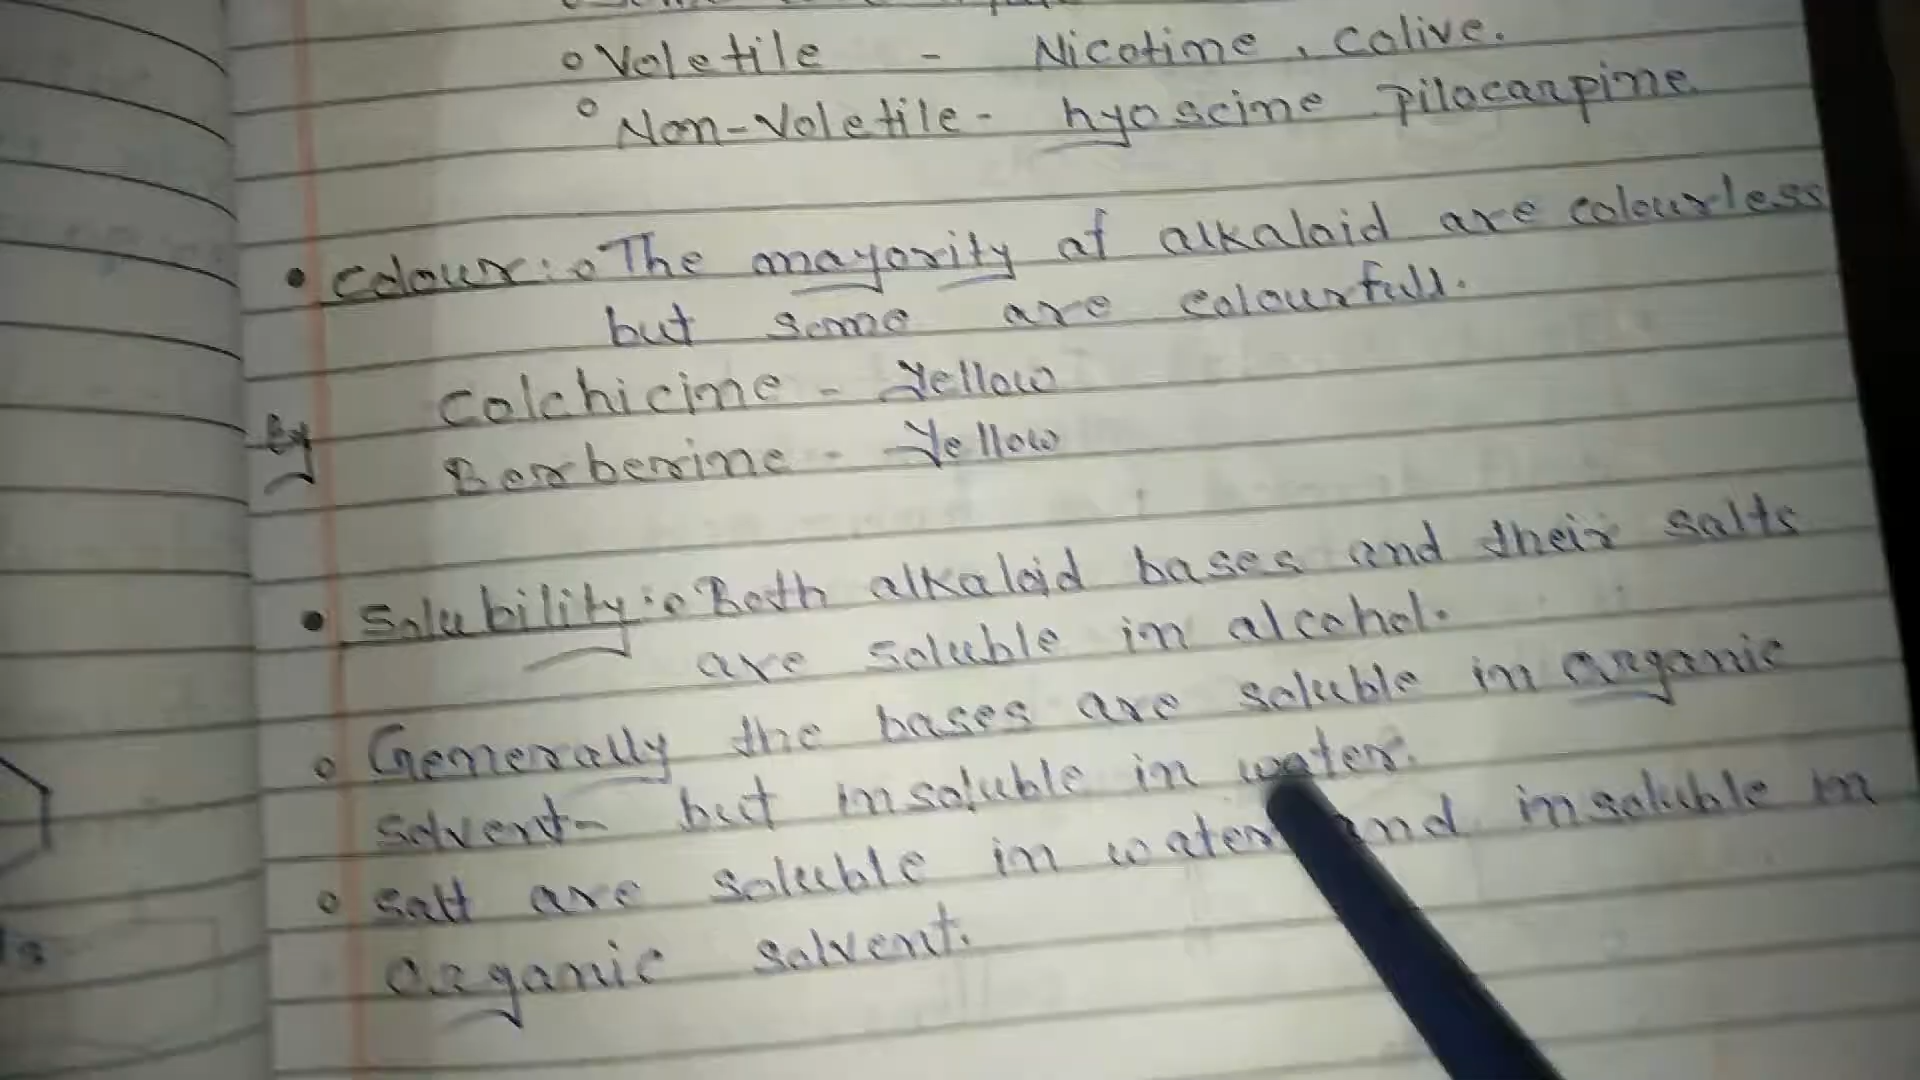 Voletile - Nicotime, Colive.
Non-Voletile - hyoscime Pilocarpime
Colour: The mayority of alkaloid are colourless
but some are colourfull.
Colchicime - Yellow
Eg
Berberime - Yellow
Solubility: Both alkaloid bases and their salts
are soluble in alcohol.
Generally the bases are soluble in organic
solvent - but insoluble in water.
Salt are soluble in water and insoluble in
organic solvent.